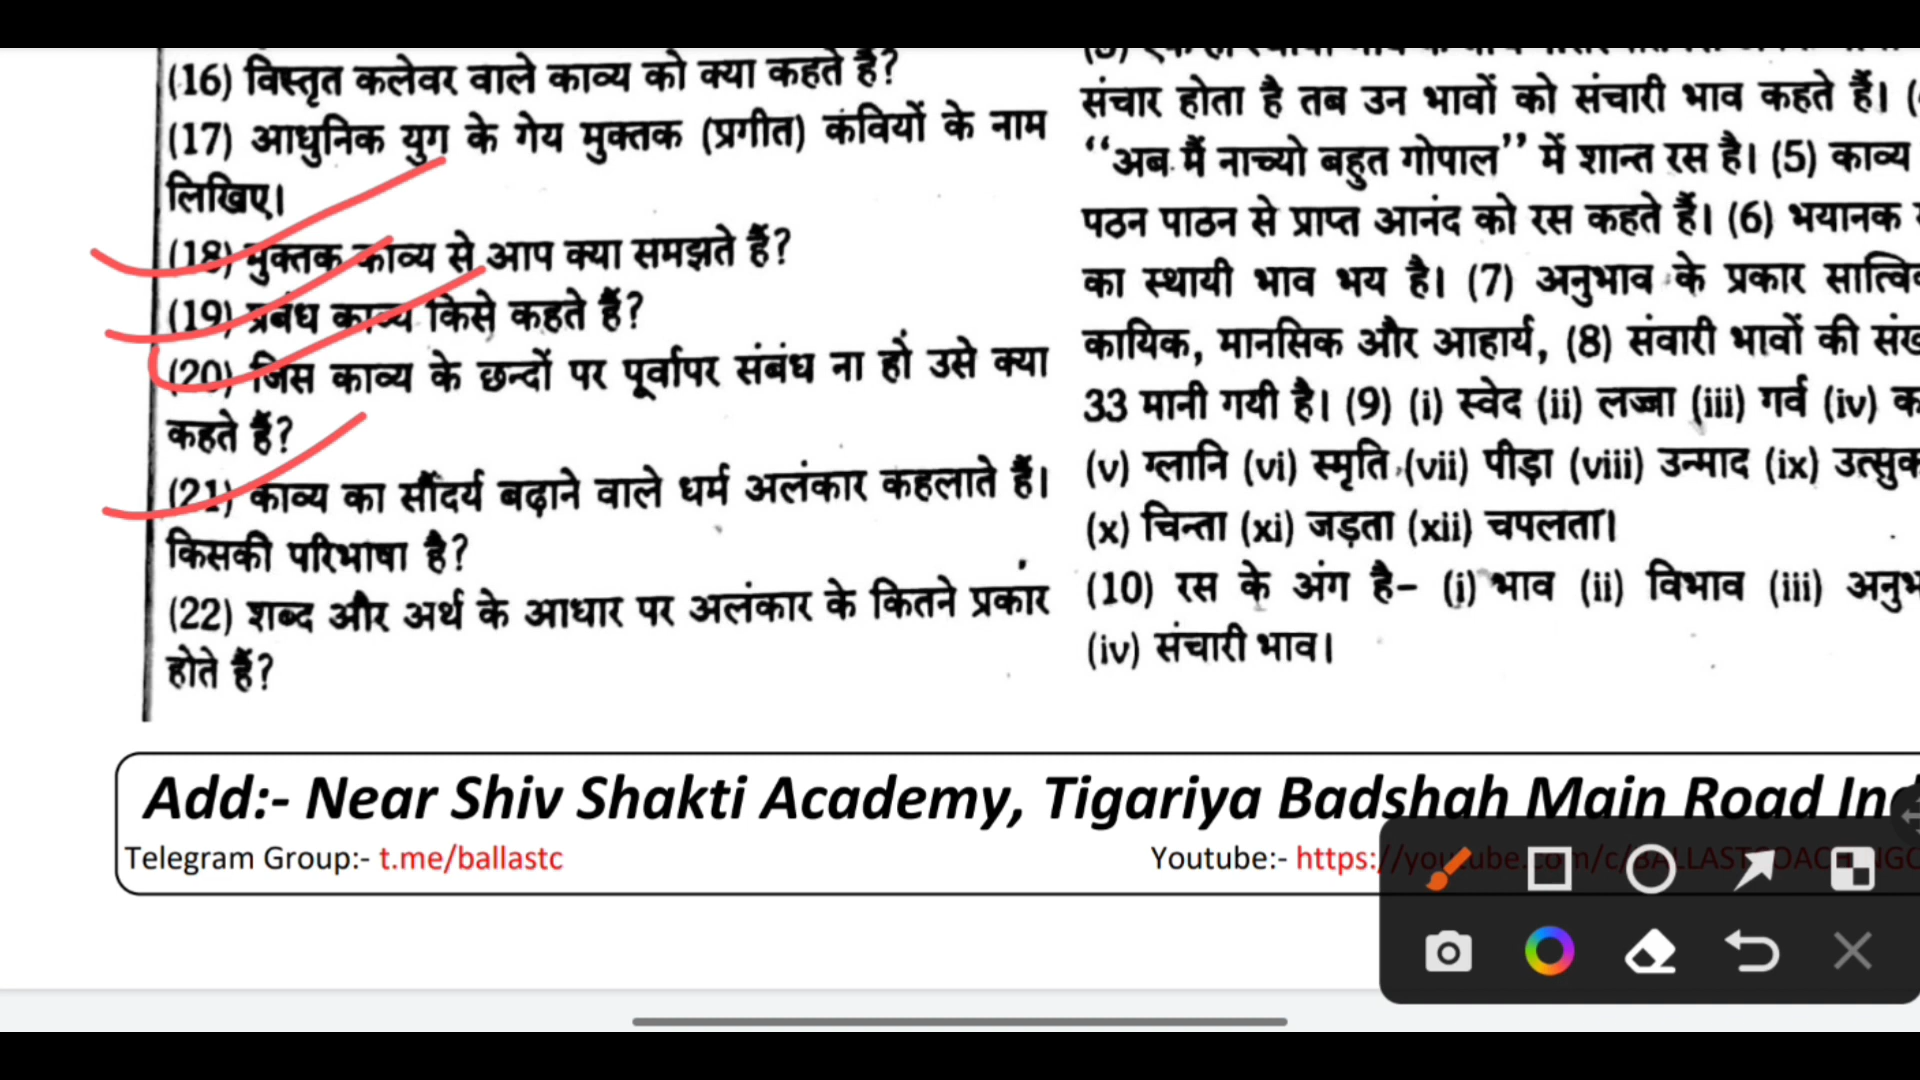 (16) विस्तृत कलेवर वाले काव्य को क्या कहते हैं?
(17) आधुनिक युग के गेय मुक्तक (प्रगीत) कंवियों के नाम
लिखिए।
(18) मुक्तक काव्य से आप क्या समझते हैं?
(19) प्रबंध काव्य किसे कहते हैं?
(20) जिस काव्य के छन्दों पर पूर्वापर संबंध ना हो उसे क्या
कहते हैं?
(21) काव्य का सौंदर्य बढ़ाने वाले धर्म अलंकार कहलाते हैं।
किसकी परिभाषा है?
(22) शब्द और अर्थ के आधार पर अलंकार के कितने प्रकार
होते हैं?
संचार होता है तब उन भावों को संचारी भाव कहते हैं।
“अब मैं नाच्यो बहुत गोपाल” में शान्त रस है। (5) काव्य
पठन पाठन से प्राप्त आनंद को रस कहते हैं। (6) भयानक
का स्थायी भाव भय है। (7) अनुभाव के प्रकार
कायिक, मानसिक और आहार्य, (8) संवारी भावों की
33 मानी गयी है। (9) (i) स्वेद (ii) लज्जा (iii) गर्व (iv)
(v) ग्लानि (vi) स्मृति (vii) पीड़ा (viii) उन्माद (ix)
(x) चिन्ता (xi) जड़ता (xii) चपलता।
(10) रस के अंग है- (i) भाव (ii) विभाव (iii)
(iv) संचारी भाव।
Add:- Near Shiv Shakti Academy, Tigariya Badshah Main Road
Telegram Group:- t.me/ballastc
Youtube:- https://youtube.com/c/